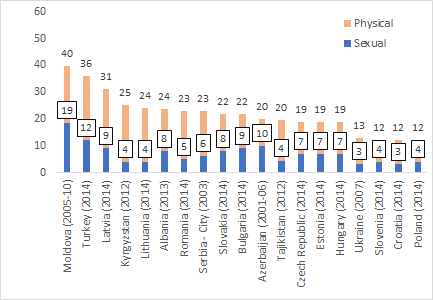 60
50
40
30
20
10
0
Physical
Sexual
40 36 31 25 24 24 23 23 22 22 20 20 19 19 19 13 12 12 12
19 12 9 4 4 8 5 6 8 9 10 4 7 7 7 3 4 3 4
Moldova (2005-10)
Turkey (2014)
Latvia (2014)
Kyrgyzstan (2012)
Lithuania (2014)
Albania (2013)
Romania (2014)
Serbia- City (2003)
Slovakia (2014)
Bulgaria (2014)
Azerbaijan (2001-06)
Tajikistan (2012)
Czech Republic (2014)
Estonia (2014)
Hungary (2014)
Ukraine (2007)
Slovenia (2014)
Croatia (2014)
Poland (2014)